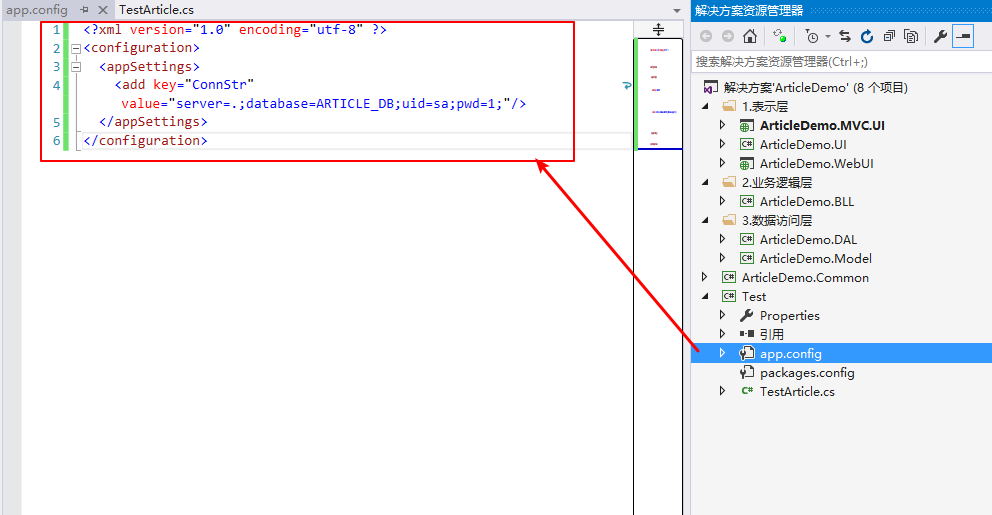 app.config
TestArticle.cs
1 <?xml version="1.0" encoding="utf-8" ?>
2 <configuration>
3 <appSettings>
4 <add key="ConnStr"
value="server=.;database=ARTICLE_DB;uid=sa;pwd=1;"/>
5 </appSettings>
6 </configuration>
解决方案资源管理器
搜索解决方案资源管理器(Ctrl+;)
解决方案'ArticleDemo' (8 个项目)
1.表示层
ArticleDemo.MVC.UI
ArticleDemo.UI
ArticleDemo.WebUI
2.业务逻辑层
ArticleDemo.BLL
3.数据访问层
ArticleDemo.DAL
ArticleDemo.Model
ArticleDemo.Common
Test
Properties
引用
app.config
packages.config
TestArticle.cs